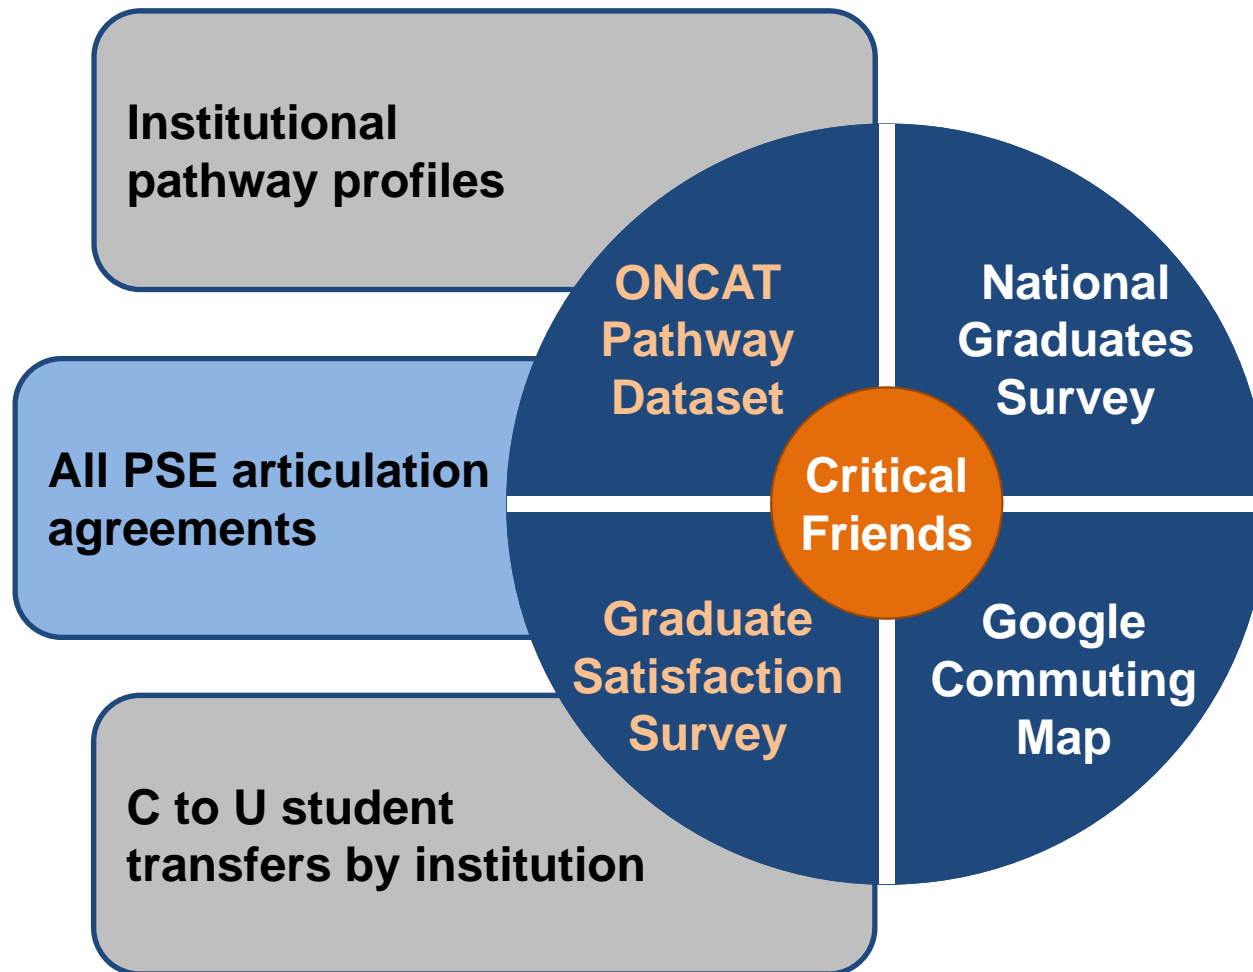 Institutional
pathway profiles
ONCAT
Pathway
Dataset
National
Graduates
Survey
All PSE articulation
agreements
Critical
Friends
Graduate
Satisfaction
Survey
Google
Commuting
Map
C to U student
transfers by institution